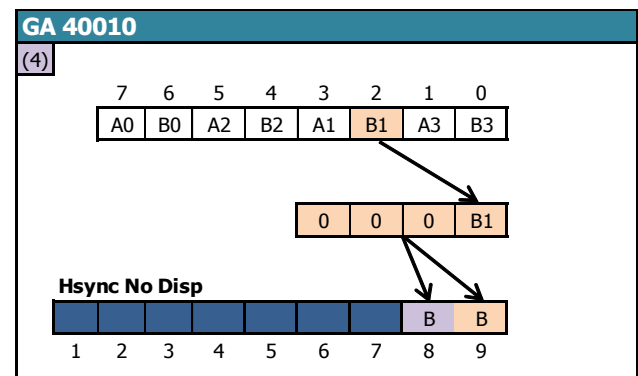 GA 40010
(4)
7 6 5 4 3 2 1 0
A0 B0 A2 B2 A1 B1 A3 B3
0 0 0 B1
Hsync No Disp
B B
1 2 3 4 5 6 7 8 9